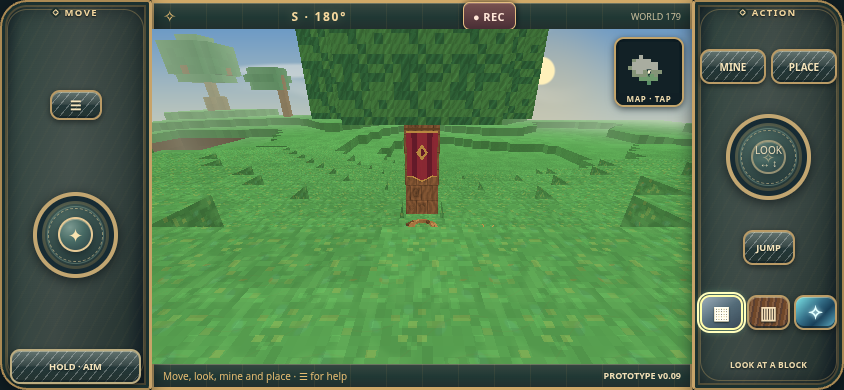 MOVE
S · 180°
● REC
WORLD 179
ACTION
MINE
PLACE
MAP · TAP
LOOK
JUMP
HOLD · AIM
LOOK AT A BLOCK
Move, look, mine and place · ☰ for help
PROTOTYPE v0.09